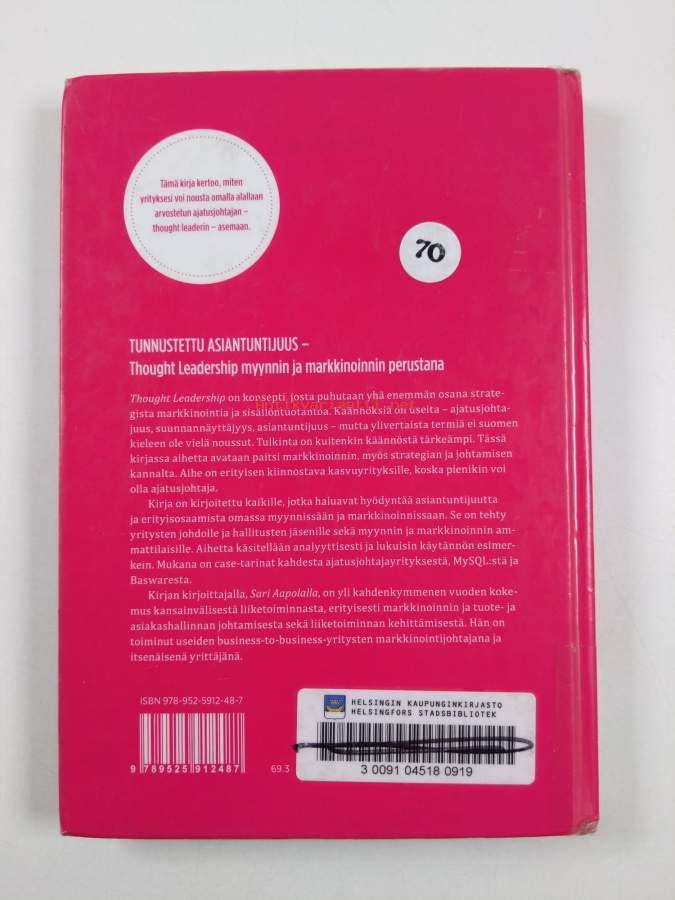 Tämä kirja kertoo, miten
yrityksesi voi nousta omalla alallaan
arvostetun ajatusjohtajan –
thought leaderin – asemaan.
70
TUNNUSTETTU ASIANTUNTIJUUS –
Thought Leadership myynnin ja markkinoinnin perustana
Thought Leadership on konsepti, josta puhutaan yhä enemmän osana strate-
gista markkinointia ja sisällöntuotantoa. Käännöksiä on useita – ajatusjohta-
juus, suunnannäyttäjyys, asiantuntijuus – mutta ylivertaista termiä ei suomen
kieleen ole vielä noussut. Tulkinta on kuitenkin käännöstä tärkeämpi. Tässä
kirjassa aihetta avataan paitsi markkinoinnin, myös strategian ja johtamisen
kannalta. Aihe on erityisen kiinnostava kasvuyrityksille, koska pienikin voi
olla ajatusjohtaja.
Kirja on kirjoitettu kaikille, jotka haluavat hyödyntää asiantuntijuutta
ja erityisosaamista omassa myynnissään ja markkinoinnissaan. Se on tehty
yritysten johdolle ja hallitusten jäsenille sekä myynnin ja markkinoinnin am-
mattilaisille. Aihetta käsitellään analyyttisesti ja lukuisin käytännön esimer-
kein. Mukana on case-tarinat kahdesta ajatusjohtajayrityksestä, MySQL:stä ja
Baswaresta.
Kirjan kirjoittajalla, Sari Aapolalla, on yli kahdenkymmenen vuoden koke-
mus kansainvälisestä liiketoiminnasta, erityisesti markkinoinnin ja tuote- ja
asiakashallinnan johtamisesta sekä liiketoiminnan kehittämisestä. Hän on
toiminut useiden business-to-business-yritysten markkinointijohtajana ja
itsenäisenä yrittäjänä.
ISBN 978-952-5912-48-7
9 789525 912487
69.3
HELSINGIN KAUPUNGINKIRJASTO
HELSINGFORS STADSBIBLIOTEK
3 0091 04518 0919